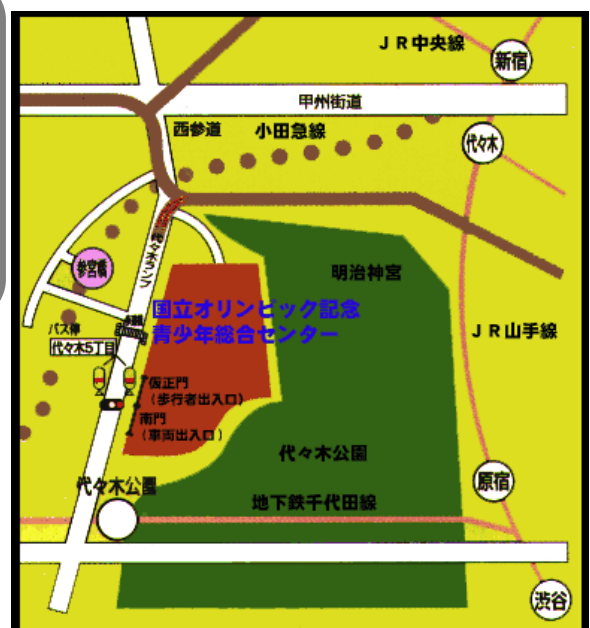 ＪＲ中央線
新宿
甲州街道
西参道
小田急線
代々木
代々木ランプ
参宮橋
明治神宮
国立オリンピック記念
青少年総合センター
ＪＲ山手線
バス停
代々木5丁目
仮正門
（歩行者出入口）
南門
（車両出入口）
代々木公園
代々木公園
原宿
地下鉄千代田線
渋谷